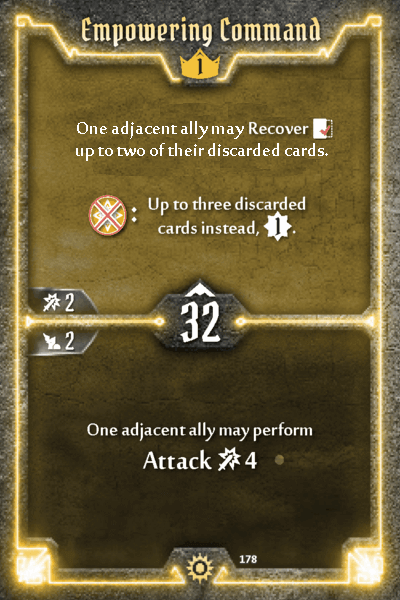 Empowering Command
1
One adjacent ally may Recover
up to two of their discarded cards.
: Up to three discarded
cards instead, 1.
2
32
2
One adjacent ally may perform
Attack 4
178